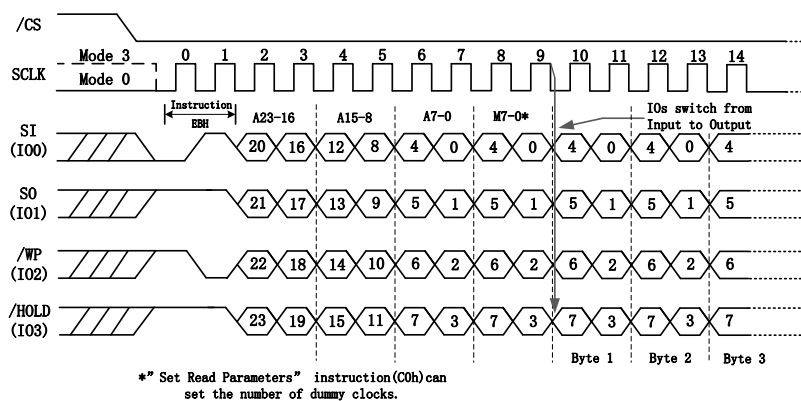 /CS
Mode 3 0 1 2 3 4 5 6 7 8 9 10 11 12 13 14
SCLK
Mode 0
Instruction
EBH
A23-16 A15-8 A7-0 M7-0*
IOs switch from
Input to Output
SI
(IO0)
20 16 12 8 4 0 4 0 4 0 4 0 4
SO
(IO1)
21 17 13 9 5 1 5 1 5 1 5 1 5
/WP
(IO2)
22 18 14 10 6 2 6 2 6 2 6 2 6
/HOLD
(IO3)
23 19 15 11 7 3 7 3 7 3 7 3 7
Byte 1 Byte 2 Byte 3
*" Set Read Parameters" instruction(C0h)can
set the number of dummy clocks.